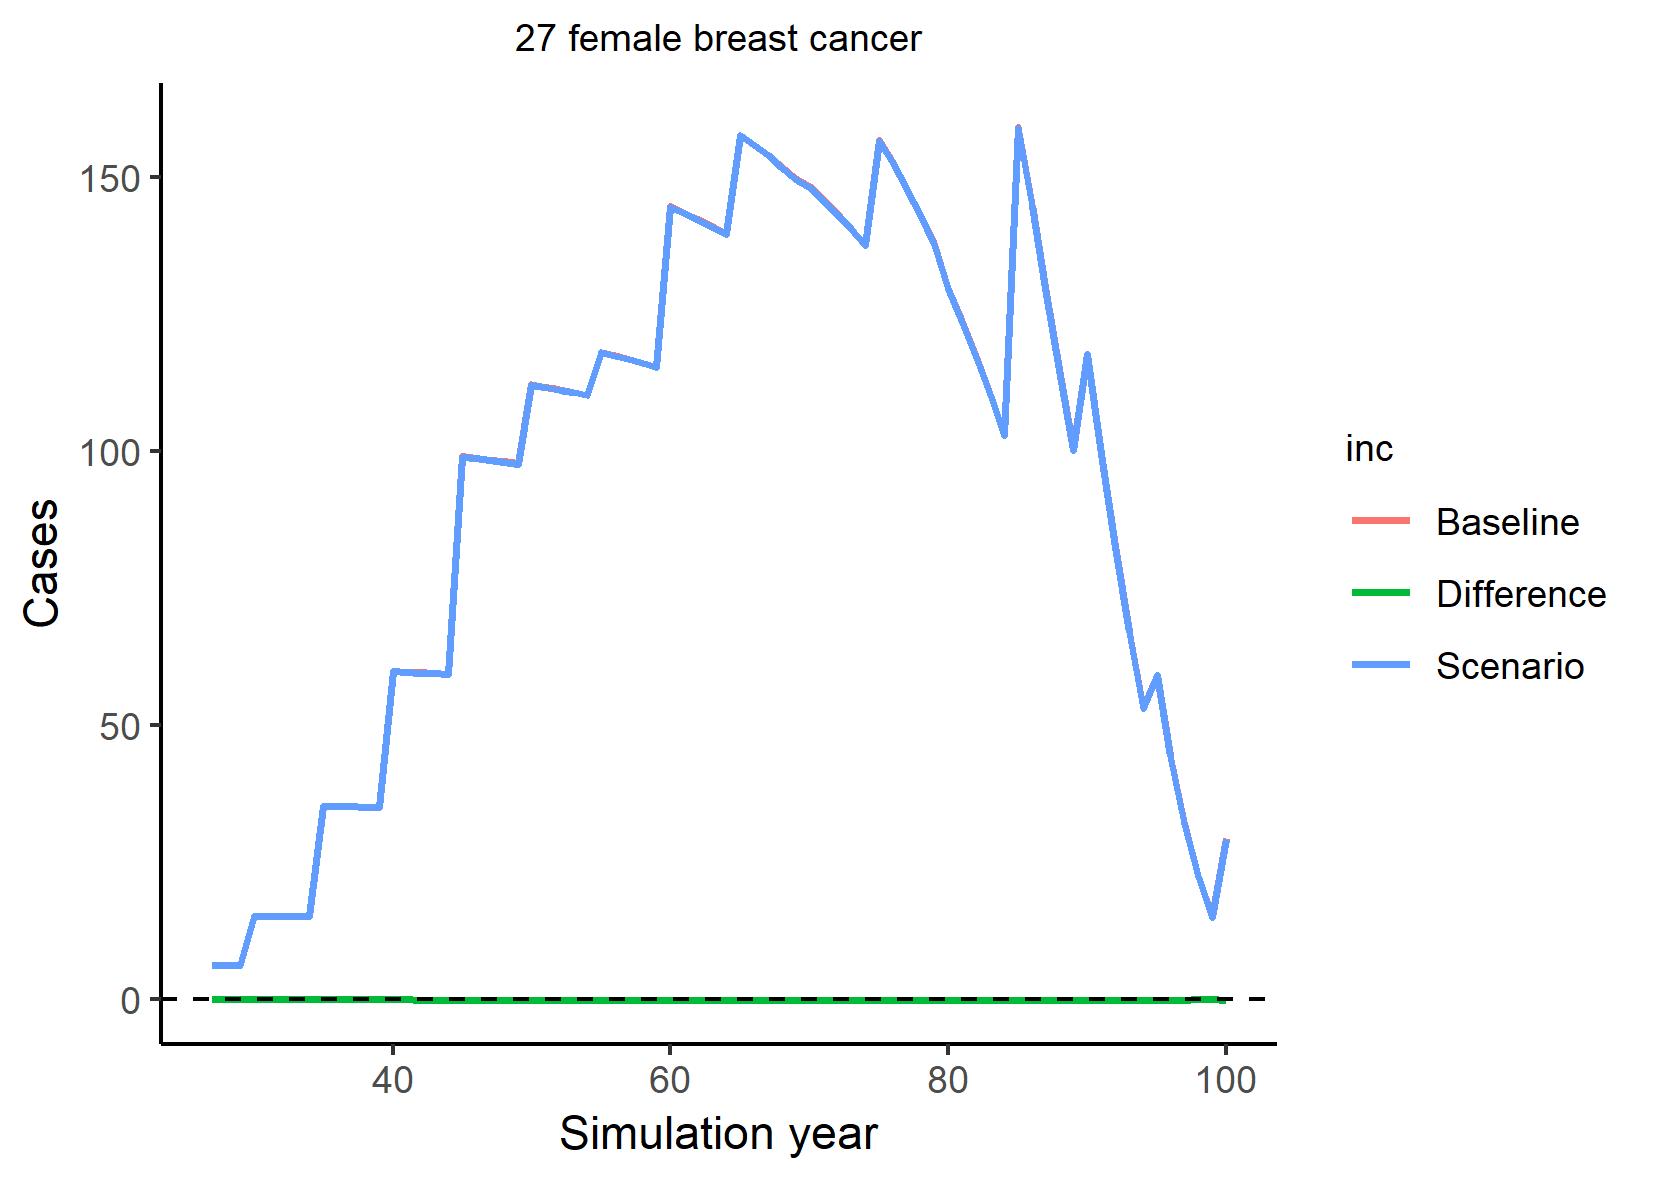 27 female breast cancer
150
100
50
0
Cases
40 60 80 100
Simulation year
inc
Baseline
Difference
Scenario